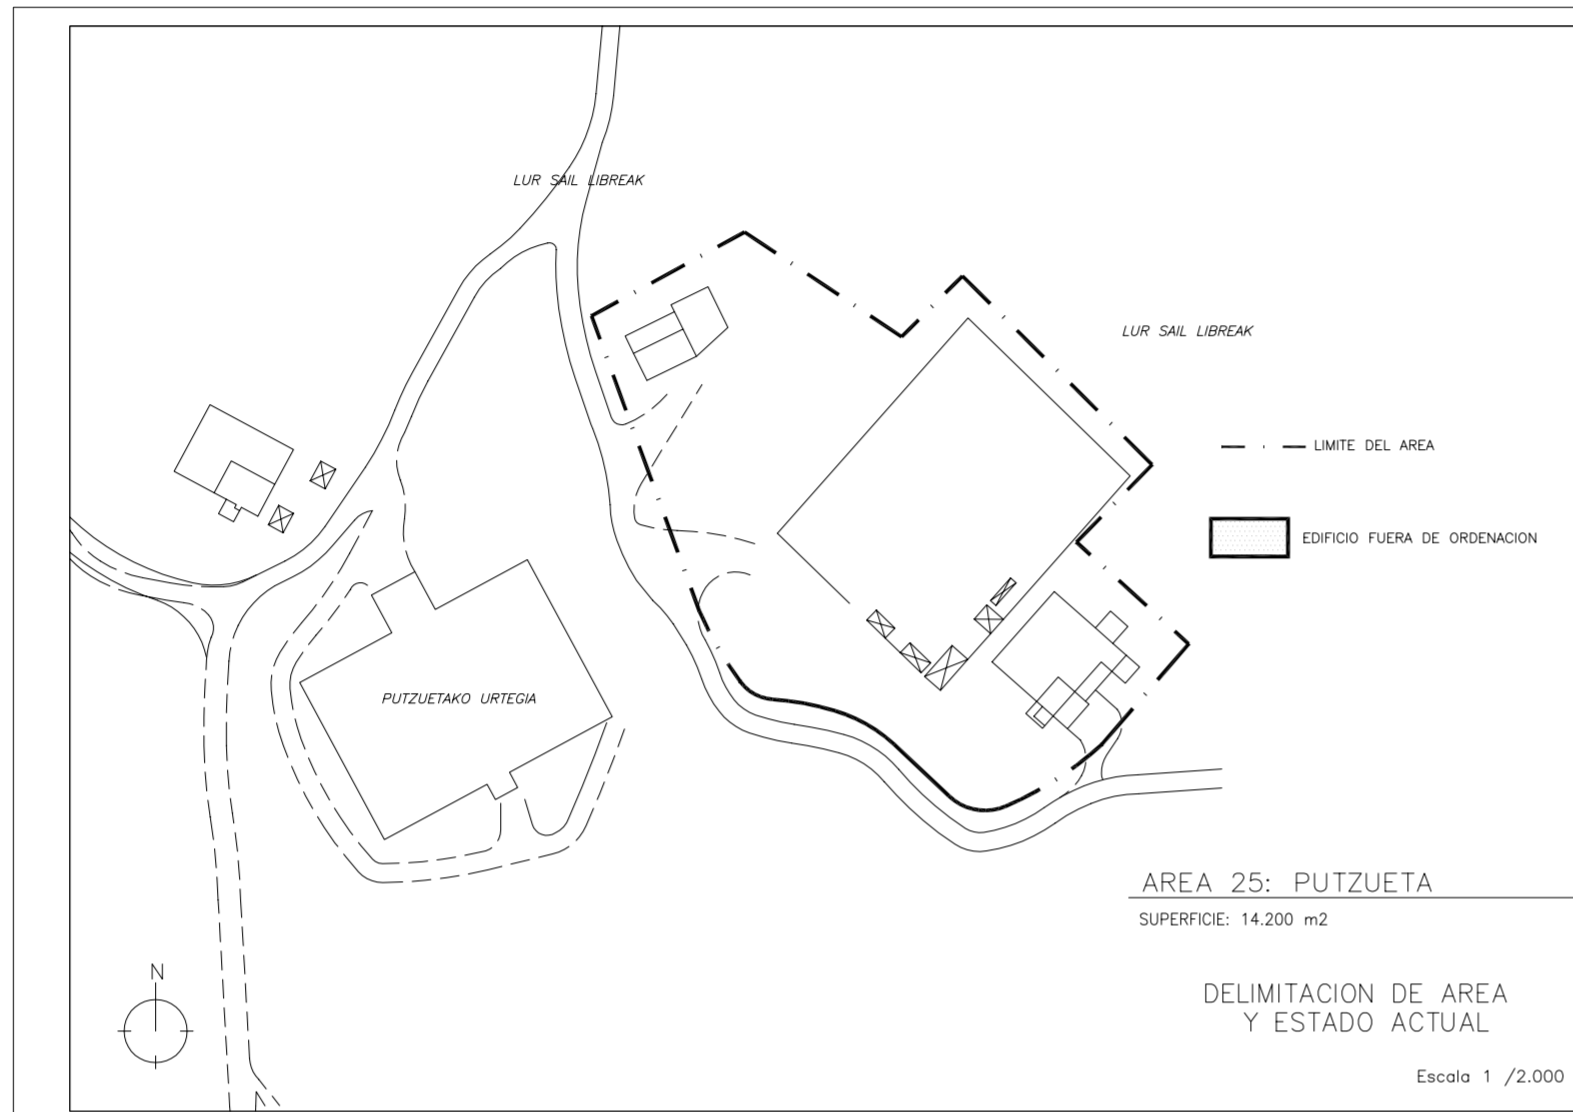 LUR SAIL LIBREAK
LUR SAIL LIBREAK
LIMITE DEL AREA
EDIFICIO FUERA DE ORDENACION
PUTZUETAKO URTEGIA
AREA 25: PUTZUETA
SUPERFICIE: 14.200 m2
N
DELIMITACION DE AREA
Y ESTADO ACTUAL
Escala 1 /2.000